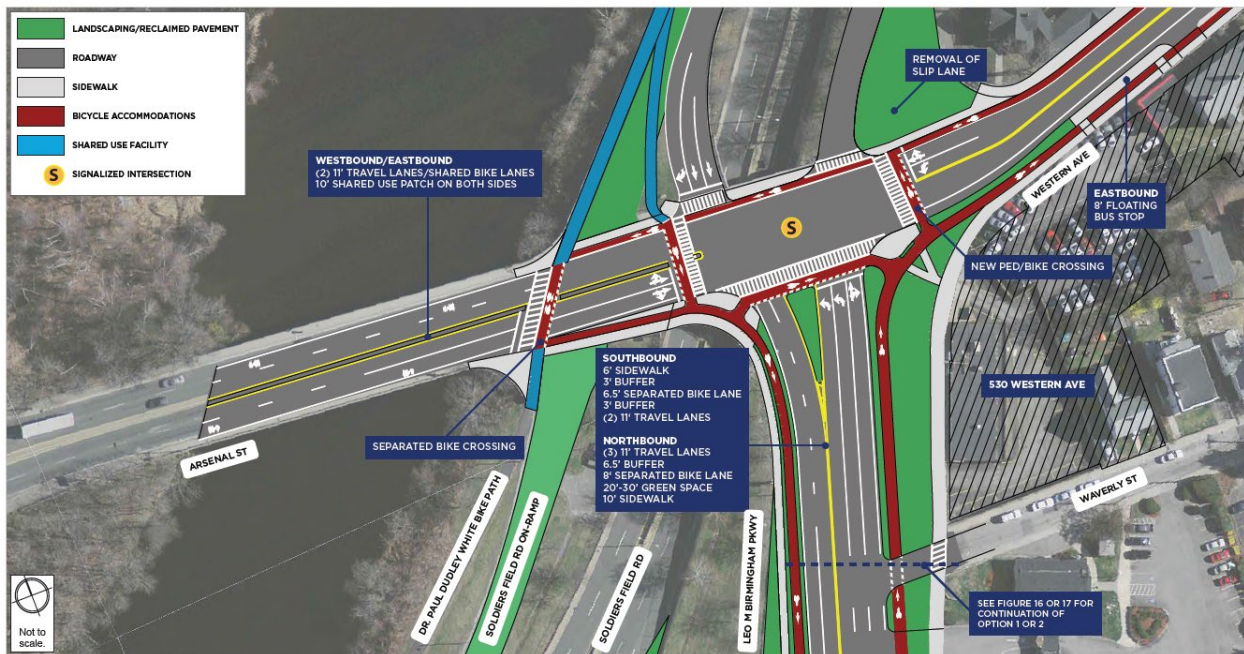 LANDSCAPING/RECLAIMED PAVEMENT
ROADWAY
SIDEWALK
BICYCLE ACCOMMODATIONS
SHARED USE FACILITY
S
SIGNALIZED INTERSECTION
REMOVAL OF
SLIP LANE
WESTBOUND/EASTBOUND
(2) 11' TRAVEL LANES/SHARED BIKE LANES
10' SHARED USE PATCH ON BOTH SIDES
WESTERN AVE
EASTBOUND
8' FLOATING
BUS STOP
S
NEW PED/BIKE CROSSING
SOUTHBOUND
6' SIDEWALK
3' BUFFER
6.5' SEPARATED BIKE LANE
3' BUFFER
(2) 11' TRAVEL LANES
NORTHBOUND
(3) 11' TRAVEL LANES
6.5' BUFFER
8' SEPARATED BIKE LANE
20'-30' GREEN SPACE
10' SIDEWALK
530 WESTERN AVE
SEPARATED BIKE CROSSING
ARSENAL ST
WAVERLY ST
DR. PAUL DUDLEY WHITE BIKE PATH
SOLDIERS FIELD RD ON-RAMP
SOLDIERS FIELD RD
LEO M BIRMINGHAM PKWY
SEE FIGURE 16 OR 17 FOR
CONTINUATION OF
OPTION 1 OR 2
Not to
scale.